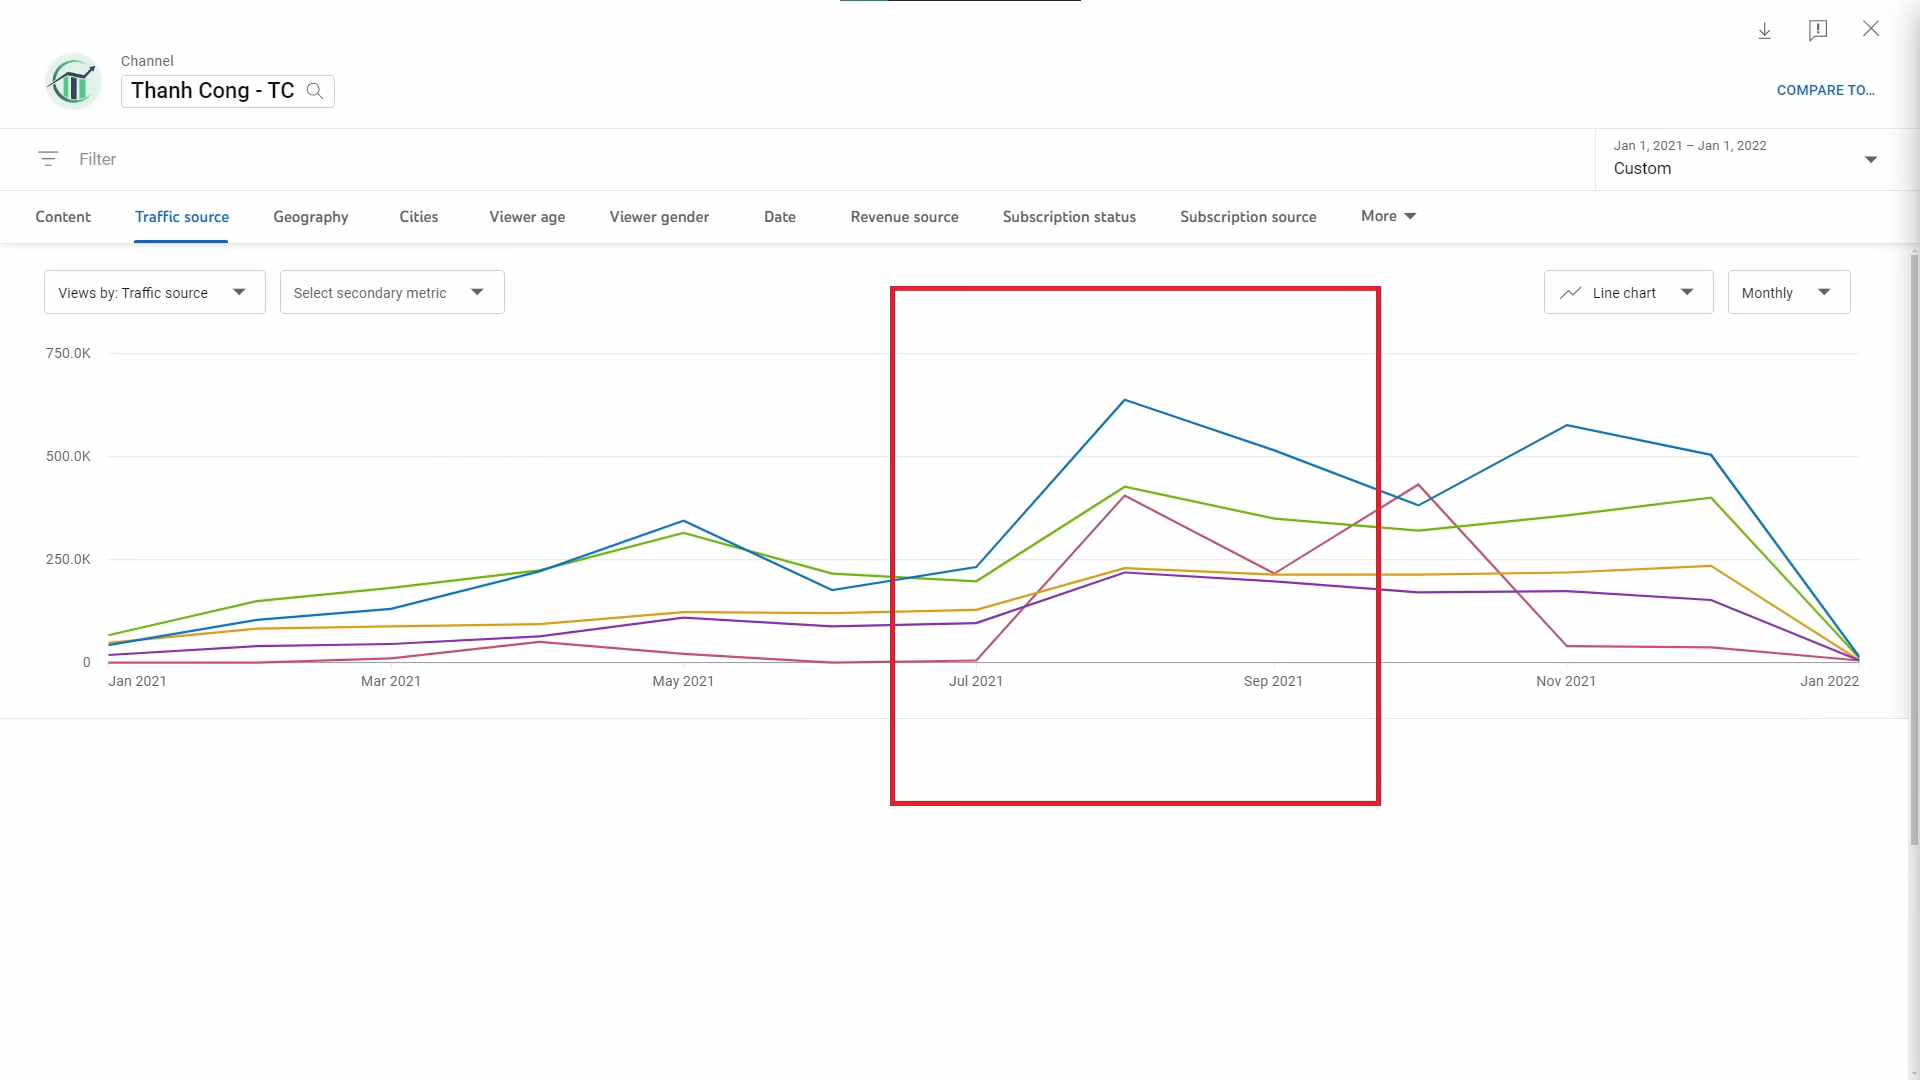 Channel
Thanh Cong - TC
COMPARE TO...
Filter
Jan 1, 2021 – Jan 1, 2022
Custom
Content Traffic source Geography Cities Viewer age Viewer gender Date Revenue source Subscription status Subscription source More
Views by: Traffic source Select secondary metric Line chart Monthly
750.0K
500.0K
250.0K
0
Jan 2021 Mar 2021 May 2021 Jul 2021 Sep 2021 Nov 2021 Jan 2022